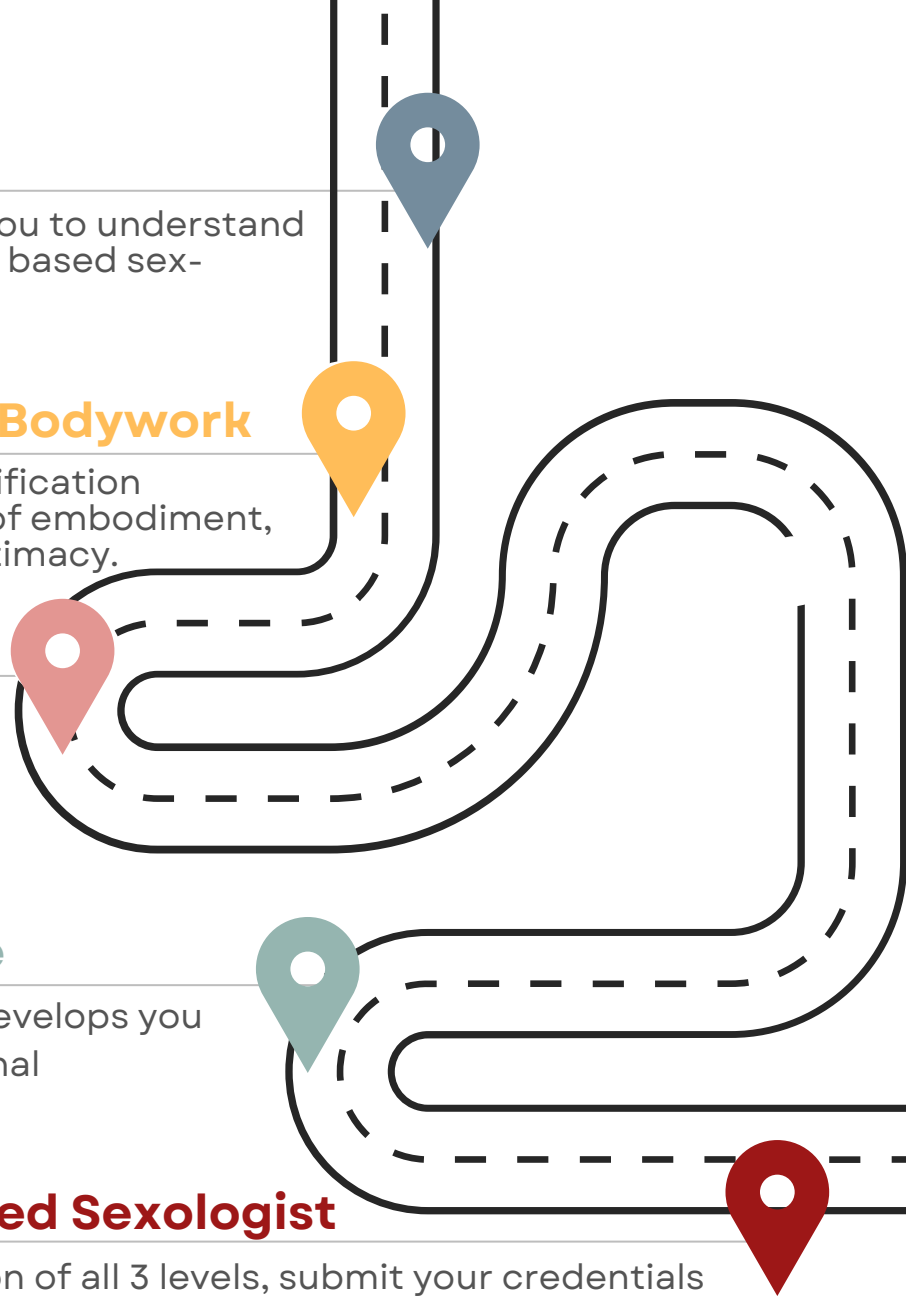 ou to understand
based sex-
Bodywork
ification
of embodiment,
timacy.
e
evelops you
nal
ed Sexologist
on of all 3 levels, submit your credentials